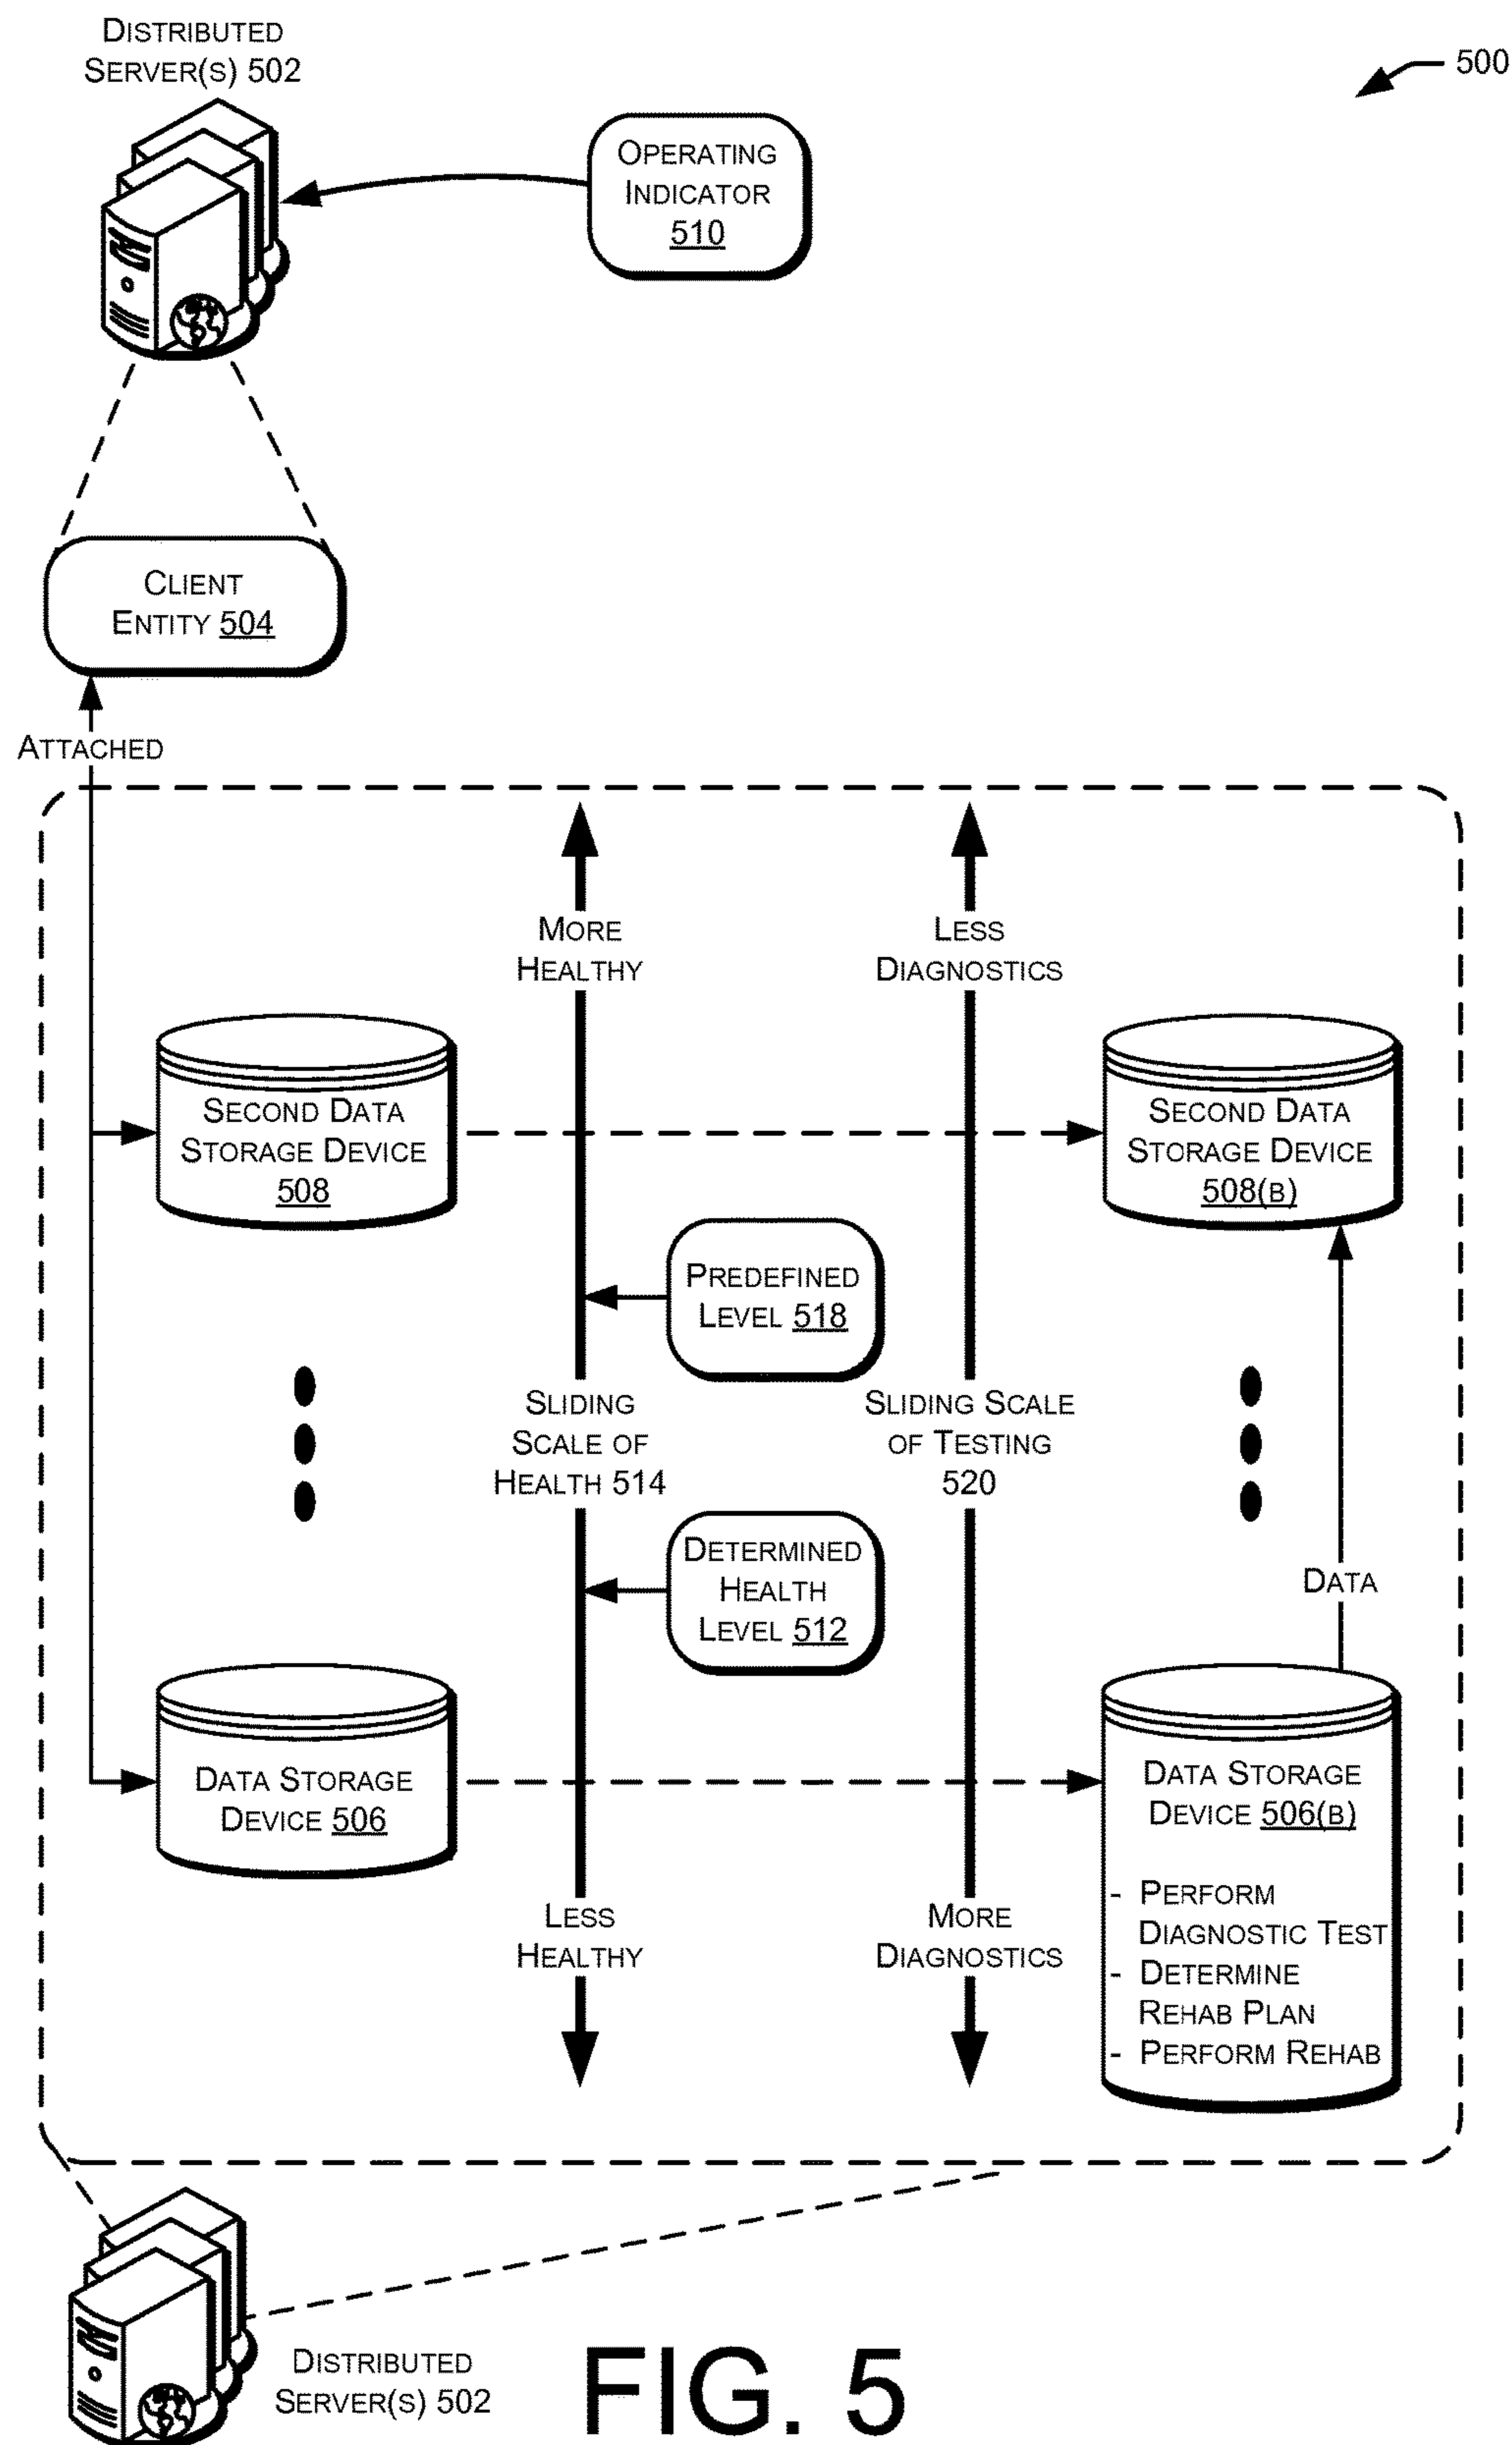 DISTRIBUTED
SERVER(S) 502
500
OPERATING
INDICATOR
510
CLIENT
ENTITY 504
ATTACHED
MORE
HEALTHY
LESS
DIAGNOSTICS
SECOND DATA
STORAGE DEVICE
508
SECOND DATA
STORAGE DEVICE
508(B)
PREDEFINED
LEVEL 518
SLIDING
SCALE OF
HEALTH 514
SLIDING SCALE
OF TESTING
520
DETERMINED
HEALTH
LEVEL 512
DATA
DATA STORAGE
DEVICE 506
DATA STORAGE
DEVICE 506(B)
- PERFORM
DIAGNOSTIC TEST
- DETERMINE
REHAB PLAN
- PERFORM REHAB
LESS
HEALTHY
MORE
DIAGNOSTICS
DISTRIBUTED
SERVER(S) 502
FIG. 5